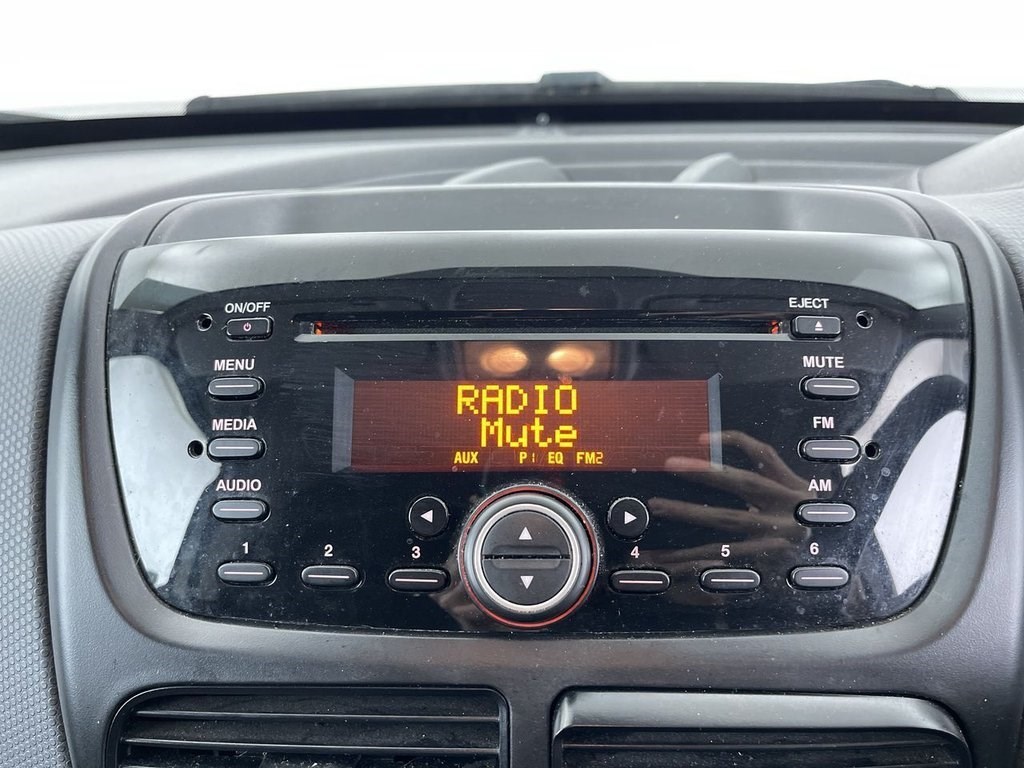 ON/OFF
EJECT
MENU
MUTE
RADIO
MEDIA
FM
Mute
AUX P1 EQ FM2
AUDIO
AM
1 2 3 4 5 6